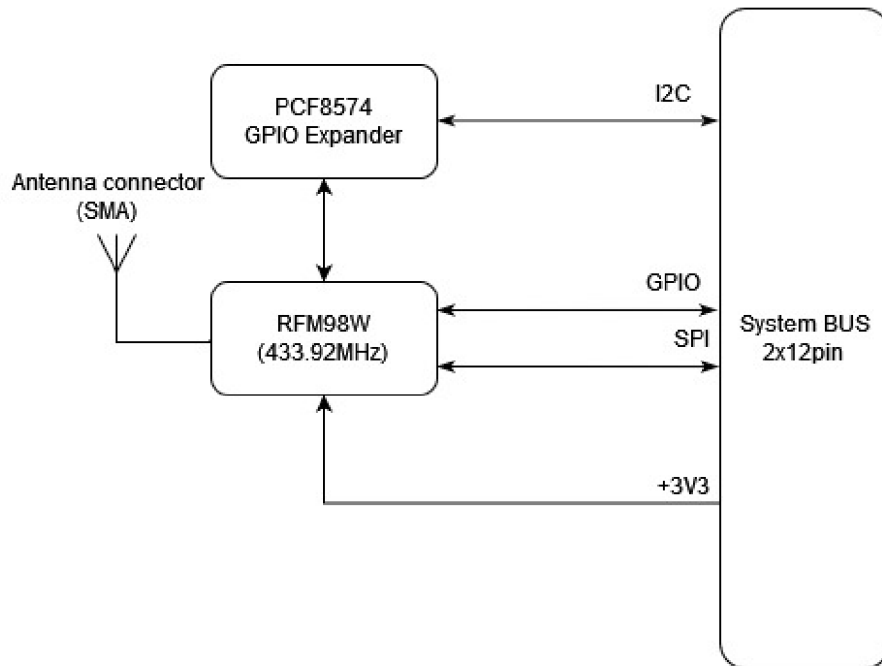 PCF8574
GPIO Expander
I2C
Antenna connector
(SMA)
RFM98W
(433.92MHz)
GPIO
SPI
System BUS
2x12pin
+3V3